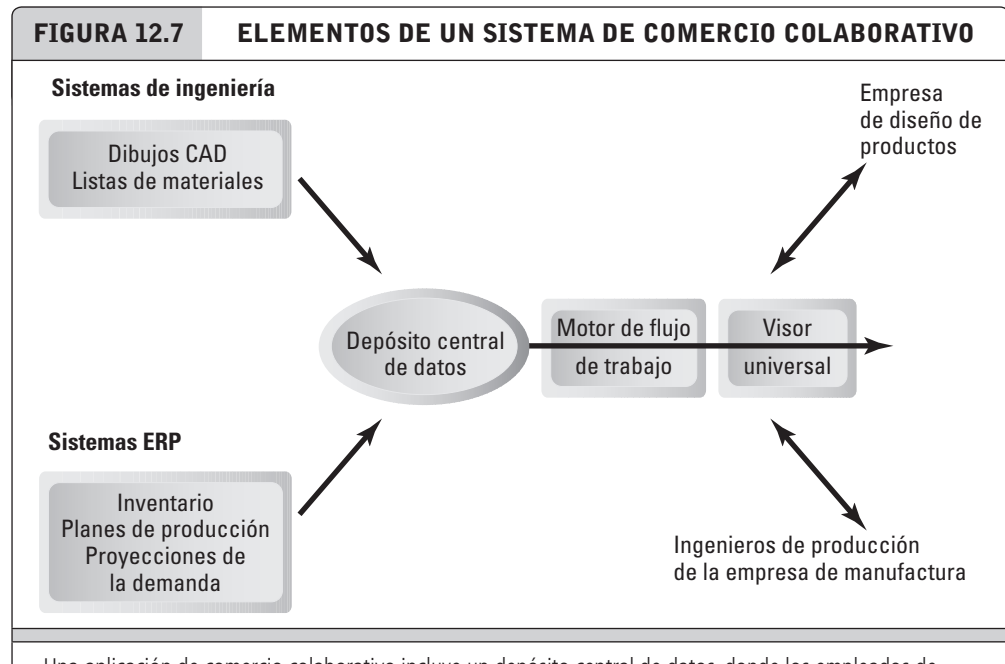 FIGURA 12.7 ELEMENTOS DE UN SISTEMA DE COMERCIO COLABORATIVO
Sistemas de ingeniería
Dibujos CAD
Listas de materiales
Empresa
de diseño de
productos
Depósito central
de datos
Motor de flujo
de trabajo
Visor
universal
Sistemas ERP
Inventario
Planes de producción
Proyecciones de
la demanda
Ingenieros de producción
de la empresa de manufactura
Una aplicación de comercio colaborativo incluye un depósito central de datos, donde los empleados de